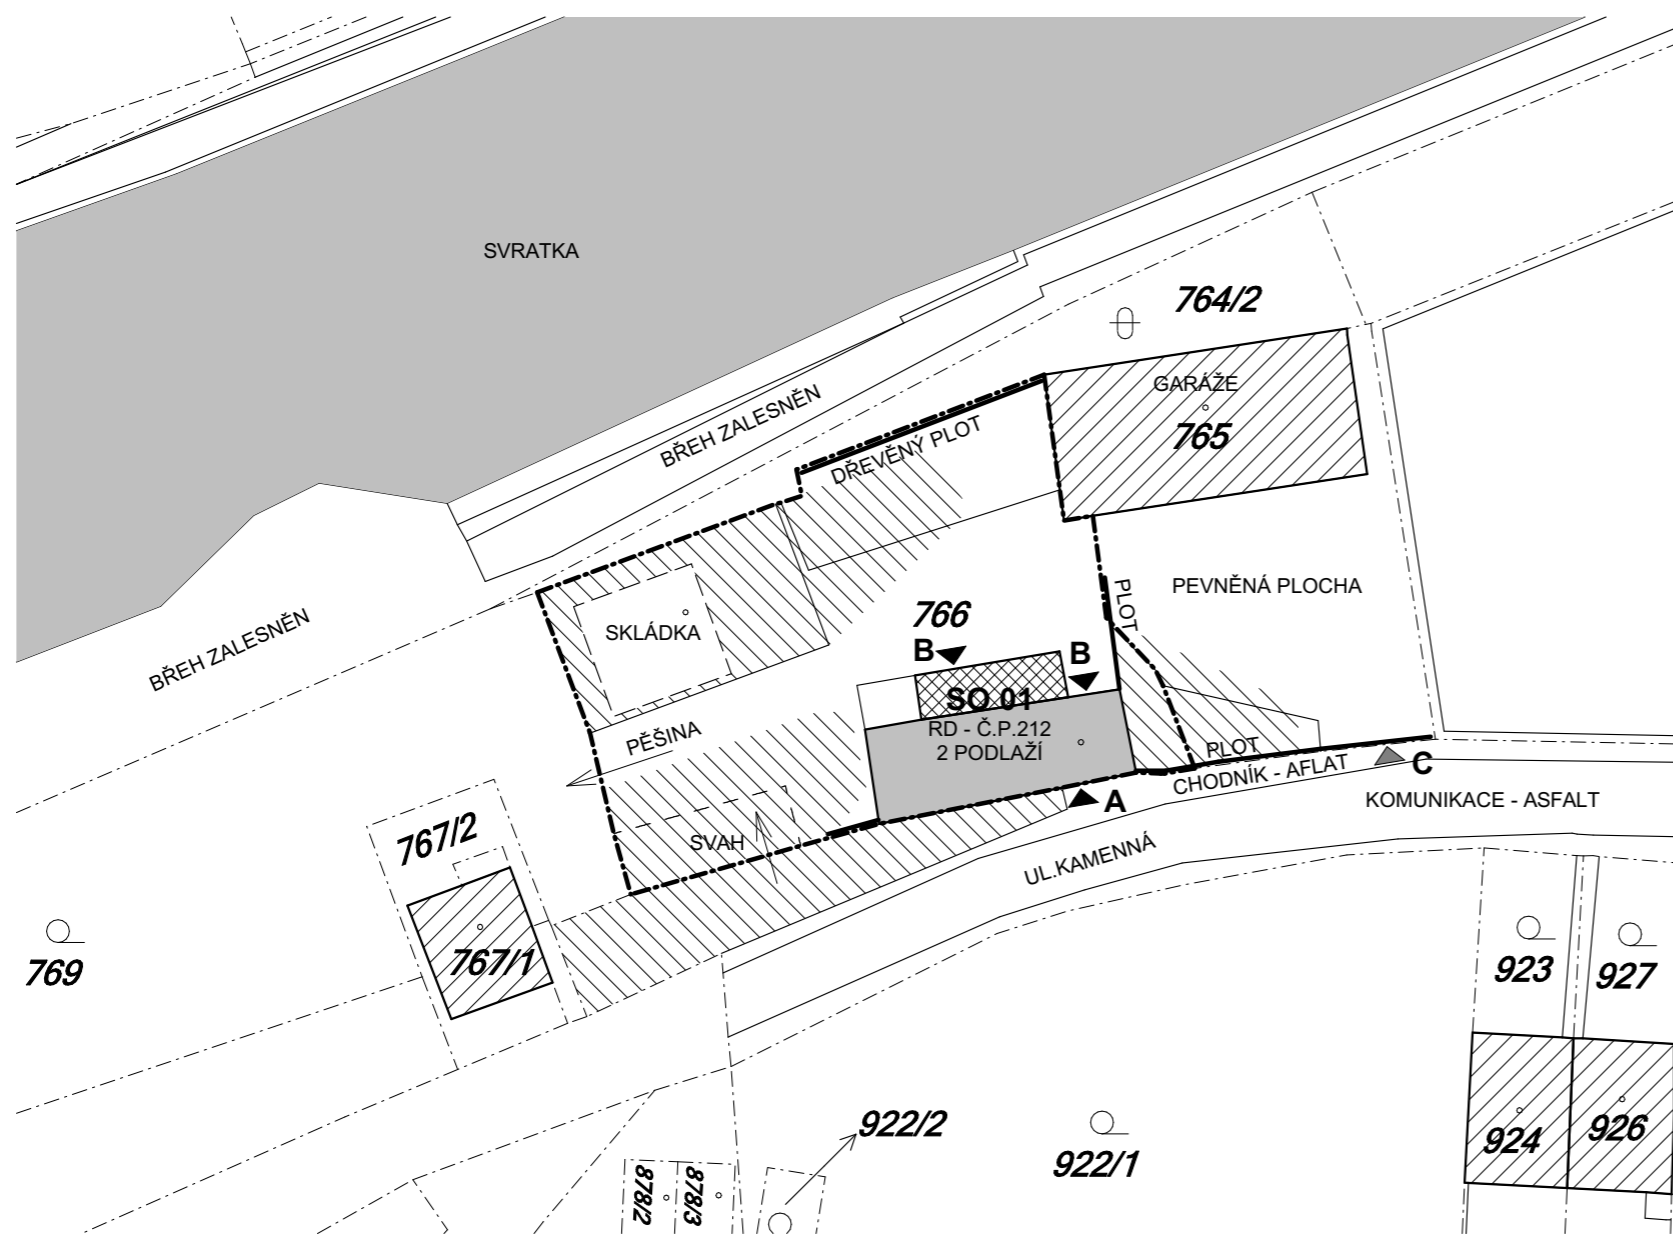 SVRATKA
764/2
GARÁŽE
765
BŘEH ZALESNĚN
DŘEVĚNÝ PLOT
PLOT
PEVNĚNÁ PLOCHA
766
SKLÁDKA
BŘEH ZALESNĚN
B
B
SO 01
RD - Č.P.212
2 PODLAŽÍ
PĚŠINA
PLOT
CHODNÍK - AFLAT
C
A
KOMUNIKACE - ASFALT
SVAH
UL.KAMENNÁ
767/2
767/1
769
923
927
922/2
922/1
924
926
878/2
878/3